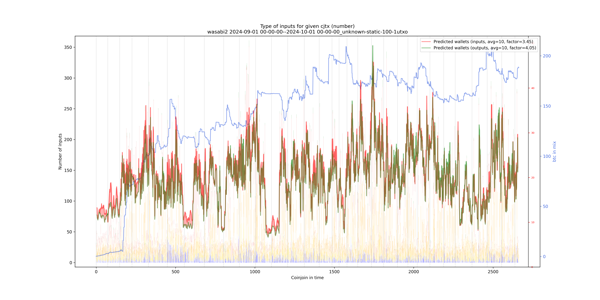 Type of inputs for given cjtx (number)
wasabi2 2024-09-01 00-00-00--2024-10-01 00-00-00_unknown-static-100-1utxo
Predicted wallets (inputs, avg=10, factor=3.45)
Predicted wallets (outputs, avg=10, factor=4.05)
Number of inputs
350
300
250
200
150
100
50
0
0
500
1000
1500
2000
2500
Coinjoin in time
200
150
100
50
0
btc in mix